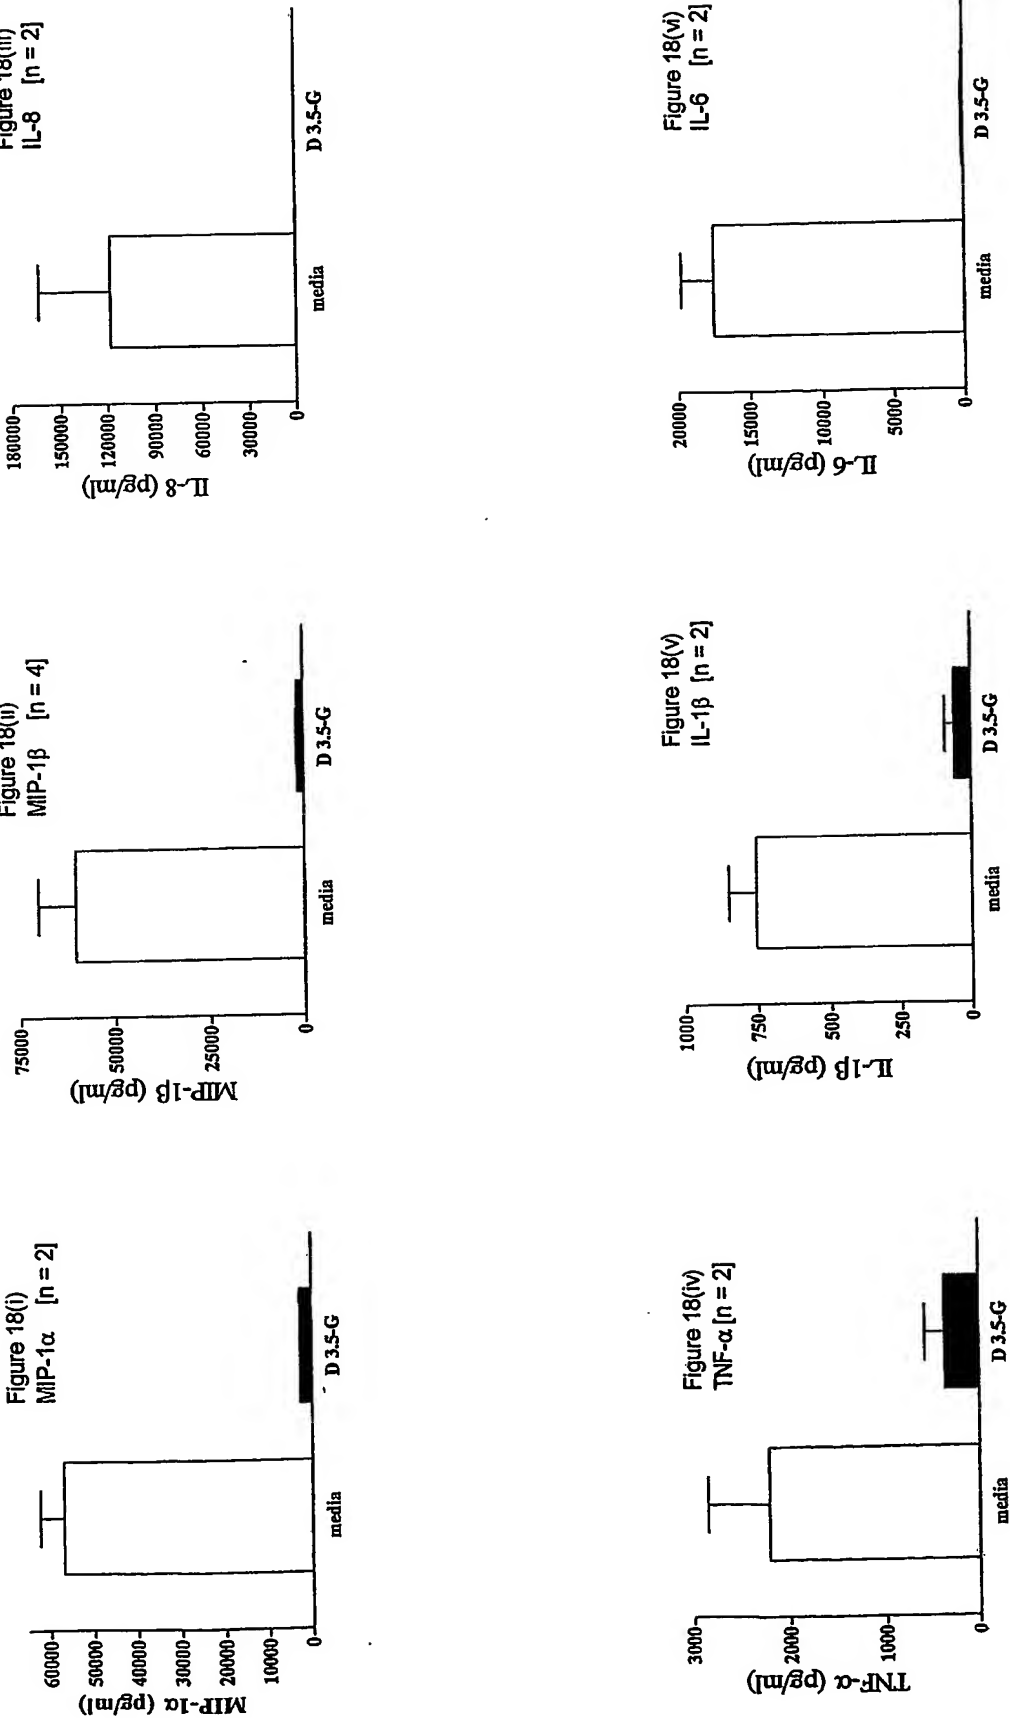 Figure 18(i)
MIP-1α [n = 2]
MIP-1α (pg/ml)
60000
50000
40000
30000
20000
10000
0
media
D 3.5-G
Figure 18(ii)
MIP-1β [n = 4]
MIP-1β (pg/ml)
75000
50000
25000
0
media
D 3.5-G
Figure 18(iii)
IL-8 [n = 2]
IL-8 (pg/ml)
180000
150000
120000
90000
60000
30000
0
media
D 3.5-G
Figure 18(iv)
TNF-α [n = 2]
TNF-α (pg/ml)
3000
2000
1000
0
media
D 3.5-G
Figure 18(v)
IL-1β [n = 2]
IL-1β (pg/ml)
1000
750
500
250
0
media
D 3.5-G
Figure 18(vi)
IL-6 [n = 2]
IL-6 (pg/ml)
20000
15000
10000
5000
0
media
D 3.5-G